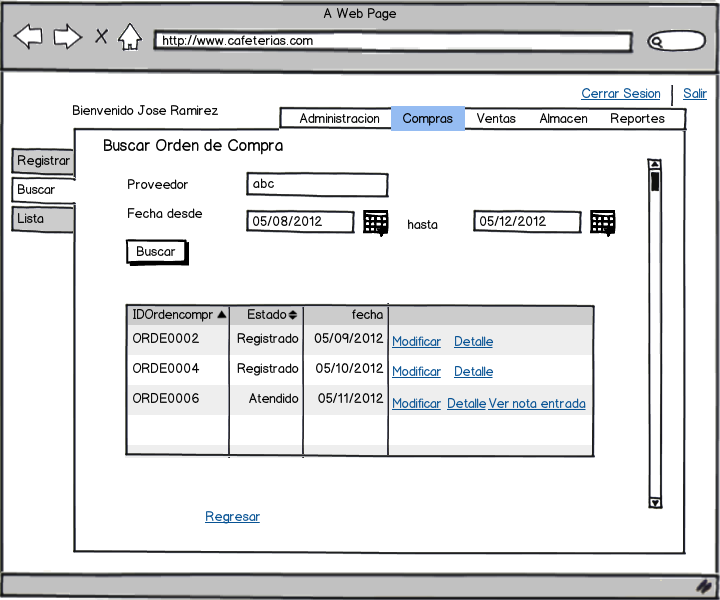 A Web Page
http://www.cafeterias.com
Cerrar Sesion Salir
Bienvenido Jose Ramirez
Administracion Compras Ventas Almacen Reportes
Registrar
Buscar
Lista
Buscar Orden de Compra
Proveedor abc
Fecha desde 05/08/2012 hasta 05/12/2012
Buscar
IDOrdencompr Estado fecha
ORDE0002 Registrado 05/09/2012 Modificar Detalle
ORDE0004 Registrado 05/10/2012 Modificar Detalle
ORDE0006 Atendido 05/11/2012 Modificar Detalle Ver nota entrada
Regresar